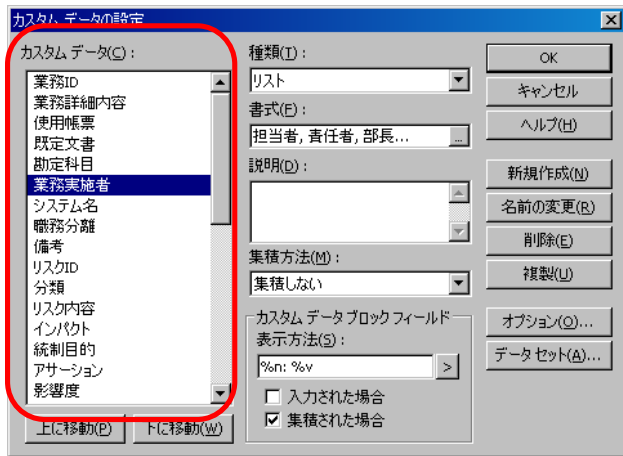 カスタム データの設定
カスタム データ(C) :
業務ID
業務詳細内容
使用帳票
既定文書
勘定科目
業務実施者
システム名
職務分離
備考
リスクID
分類
リスク内容
インパクト
統制目的
アサーション
影響度
上に移動(P)
下に移動(W)
種類(T) :
リスト
書式(F) :
担当者, 責任者, 部長...
...
説明(D) :
集積方法(M) :
集積しない
カスタム データ ブロック フィールド
表示方法(S) :
%n: %v
>
入力された場合
集積された場合
OK
キャンセル
ヘルプ(H)
新規作成(N)
名前の変更(R)
削除(E)
複製(U)
オプション(O)...
データ セット(A)...